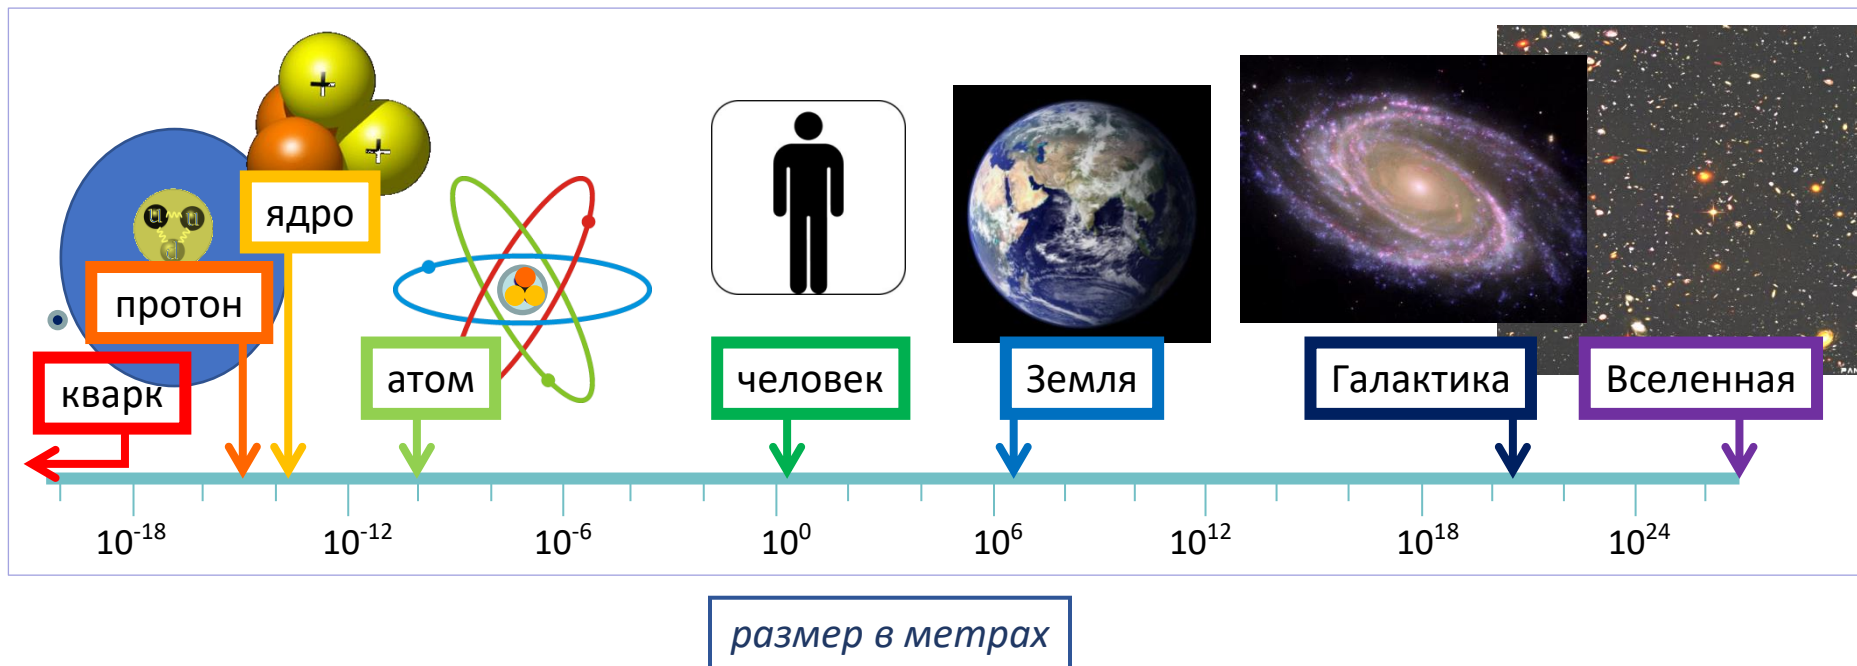 +
+
u u
d
ядро
протон
кварк
атом
человек
Земля
Галактика
Вселенная
10⁻¹⁸ 10⁻¹² 10⁻⁶ 10⁰ 10⁶ 10¹² 10¹⁸ 10²⁴
размер в метрах